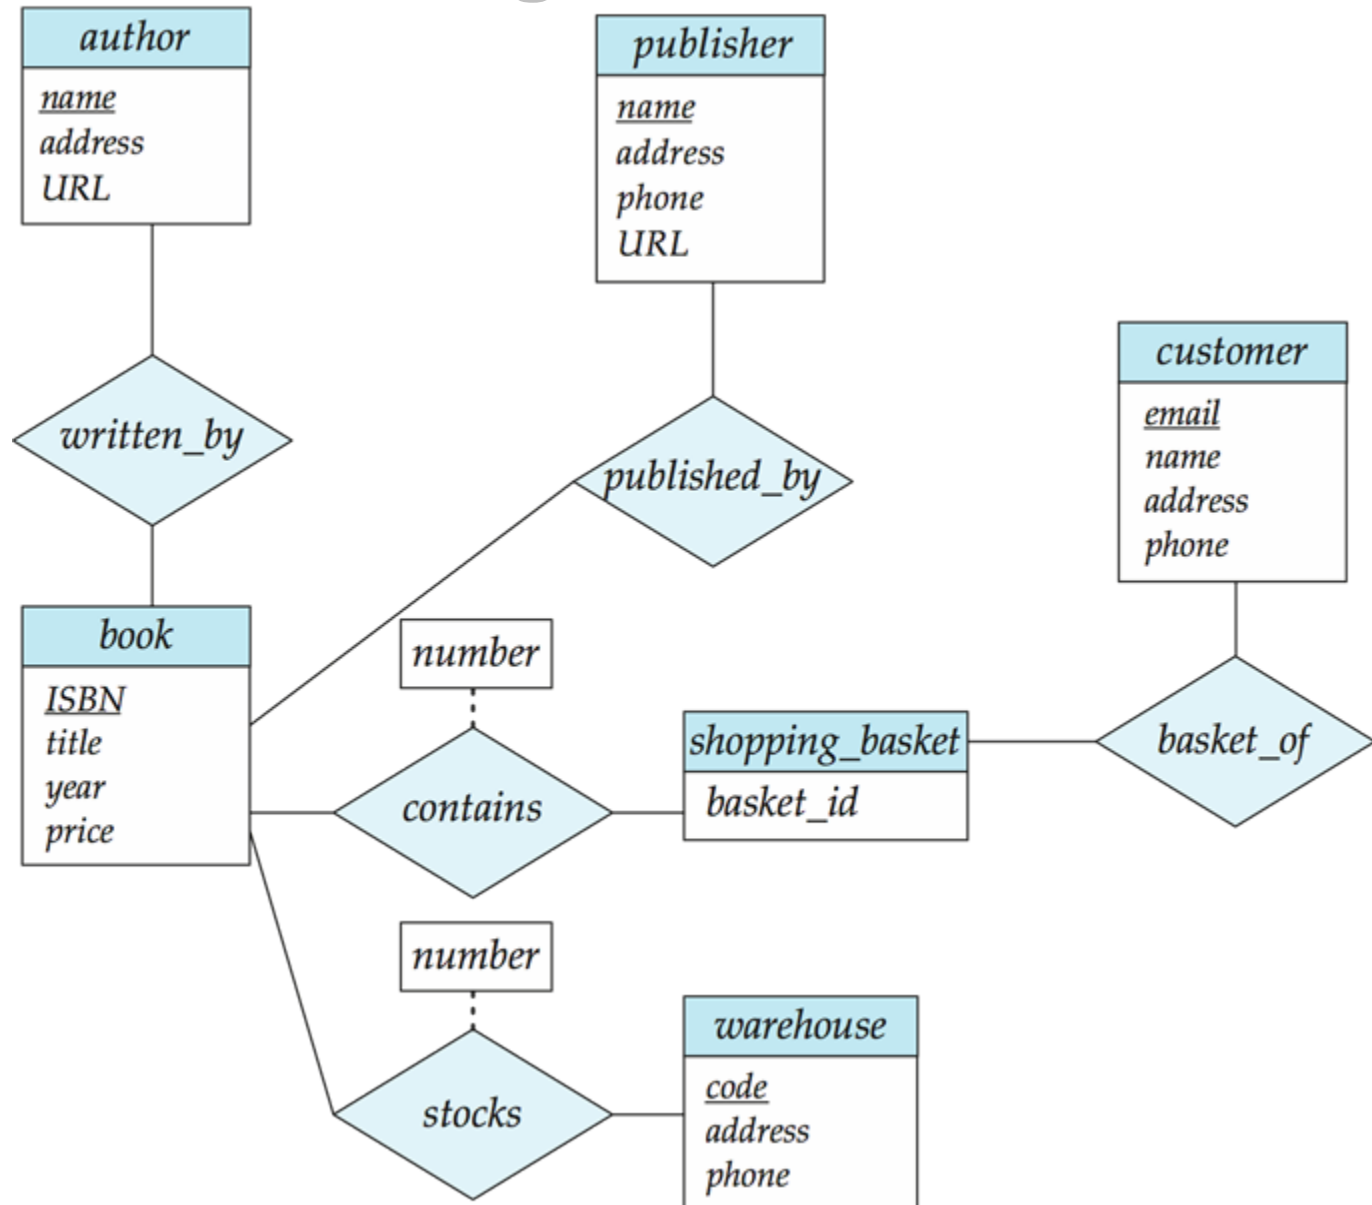 author
name
address
URL
publisher
name
address
phone
URL
written_by
published_by
customer
email
name
address
phone
book
ISBN
title
year
price
number
contains
shopping_basket
basket_id
basket_of
number
stocks
warehouse
code
address
phone